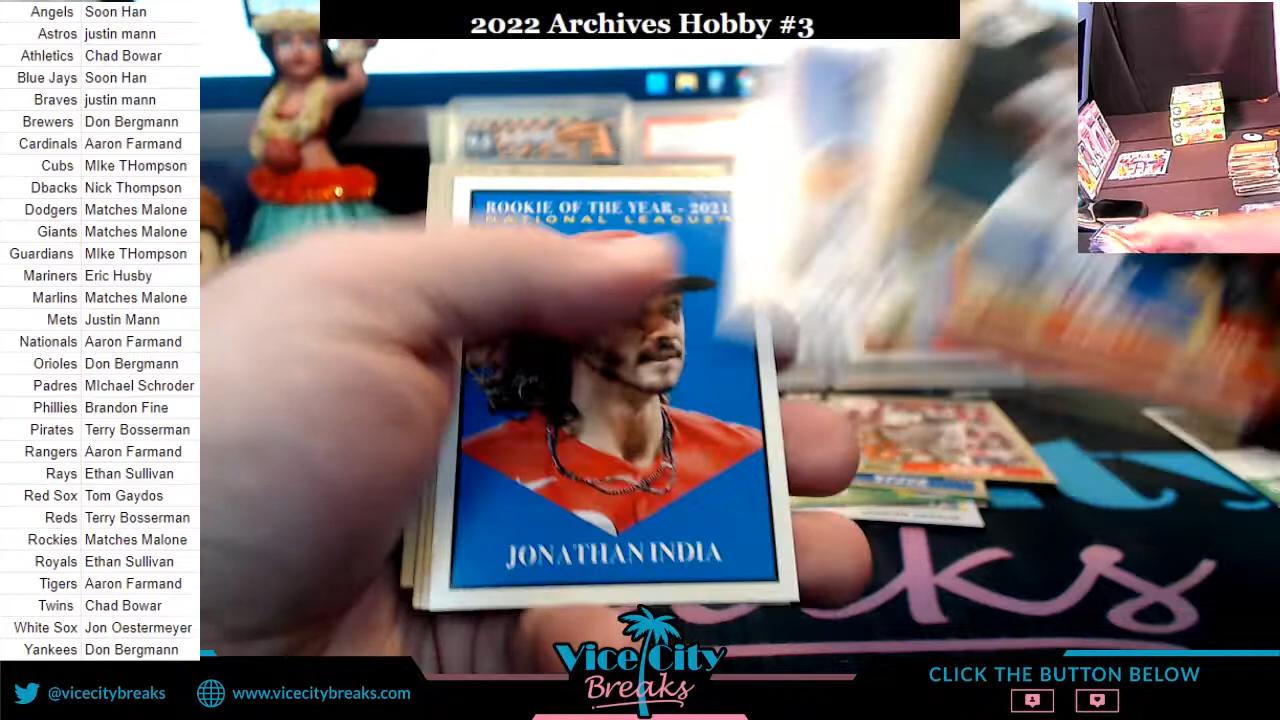 2022 Archives Hobby #3
Angels Soon Han
Astros justin mann
Athletics Chad Bowar
Blue Jays Soon Han
Braves justin mann
Brewers Don Bergmann
Cardinals Aaron Farmand
Cubs MIke THompson
Dbacks Nick Thompson
Dodgers Matches Malone
Giants Matches Malone
Guardians MIke THompson
Mariners Eric Husby
Marlins Matches Malone
Mets Justin Mann
Nationals Aaron Farmand
Orioles Don Bergmann
Padres MIchael Schroder
Phillies Brandon Fine
Pirates Terry Bosserman
Rangers Aaron Farmand
Rays Ethan Sullivan
Red Sox Tom Gaydos
Reds Terry Bosserman
Rockies Matches Malone
Royals Ethan Sullivan
Tigers Aaron Farmand
Twins Chad Bowar
White Sox Jon Oestermeyer
Yankees Don Bergmann
ROOKIE OF THE YEAR - 2021
NATIONAL LEAGUE
JONATHAN INDIA
@vicecitybreaks
www.vicecitybreaks.com
Vice City
Breaks
CLICK THE BUTTON BELOW